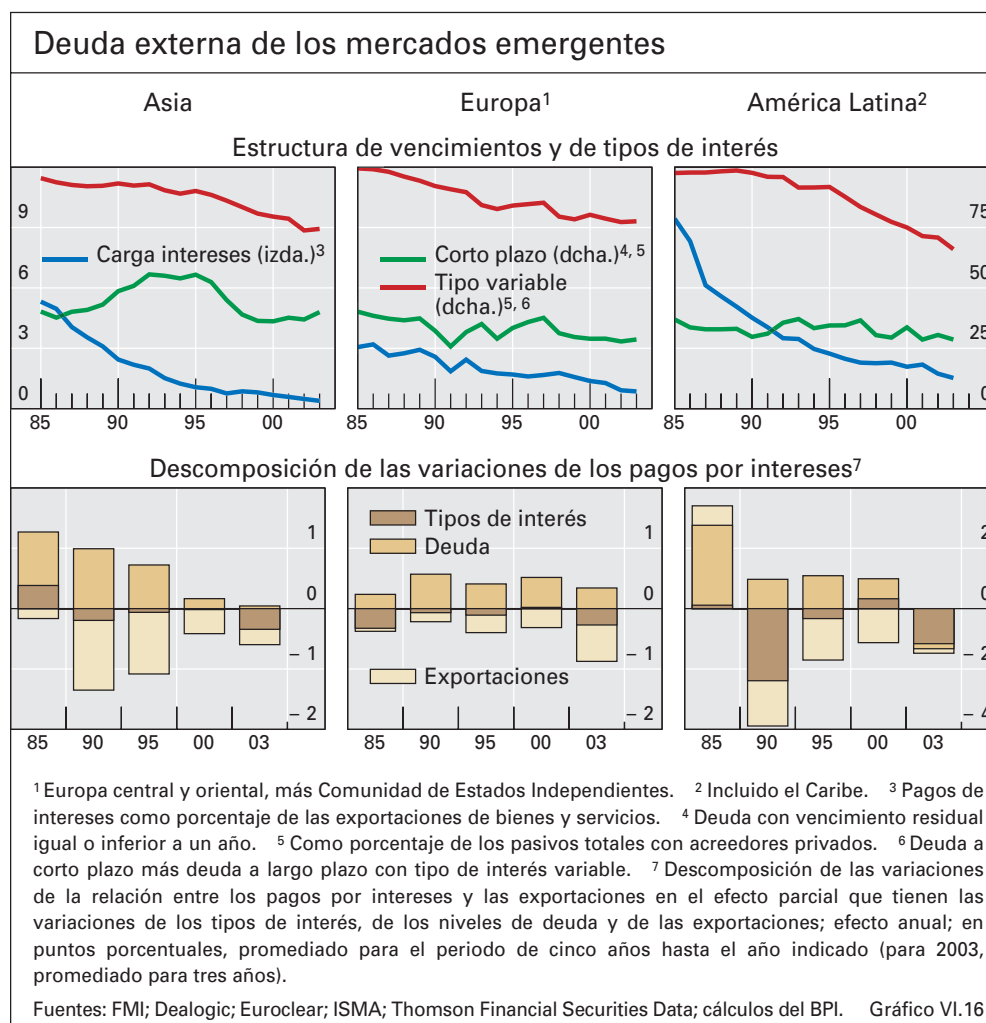 Deuda externa de los mercados emergentes
Asia Europa¹ América Latina²
Estructura de vencimientos y de tipos de interés
9
6
3
0
Carga intereses (izda.)³
85 90 95 00
Corto plazo (dcha.)⁴, ⁵
Tipo variable
(dcha.)⁵, ⁶
85 90 95 00
75
50
25
0
85 90 95 00
Descomposición de las variaciones de los pagos por intereses⁷
1
0
– 1
– 2
85 90 95 00 03
Tipos de interés
Deuda
Exportaciones
1
0
– 1
– 2
85 90 95 00 03
2
0
– 2
– 4
85 90 95 00 03
¹ Europa central y oriental, más Comunidad de Estados Independientes. ² Incluido el Caribe. ³ Pagos de
intereses como porcentaje de las exportaciones de bienes y servicios. ⁴ Deuda con vencimiento residual
igual o inferior a un año. ⁵ Como porcentaje de los pasivos totales con acreedores privados. ⁶ Deuda a
corto plazo más deuda a largo plazo con tipo de interés variable. ⁷ Descomposición de las variaciones
de la relación entre los pagos por intereses y las exportaciones en el efecto parcial que tienen las
variaciones de los tipos de interés, de los niveles de deuda y de las exportaciones; efecto anual; en
puntos porcentuales, promediado para el periodo de cinco años hasta el año indicado (para 2003,
promediado para tres años).
Fuentes: FMI; Dealogic; Euroclear; ISMA; Thomson Financial Securities Data; cálculos del BPI. Gráfico VI.16